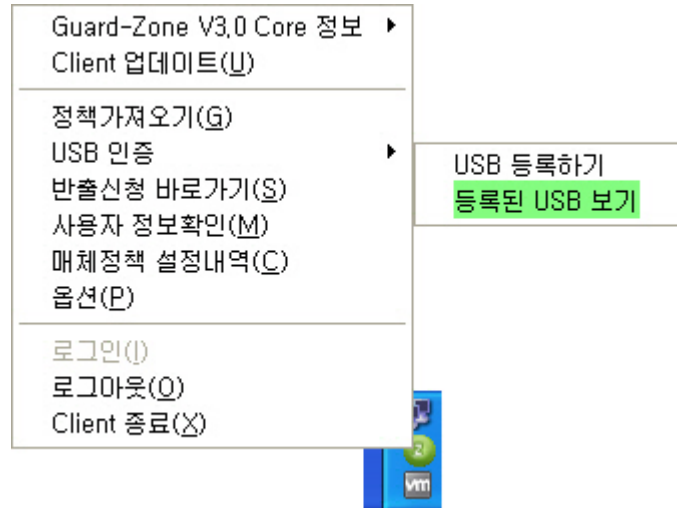 Guard-Zone V3,0 Core 정보
Client 업데이트(U)
정책가져오기(G)
USB 인증
반출신청 바로가기(S)
사용자 정보확인(M)
매체정책 설정내역(C)
옵션(P)
로그인(I)
로그아웃(O)
Client 종료(X)
USB 등록하기
등록된 USB 보기
2
vm